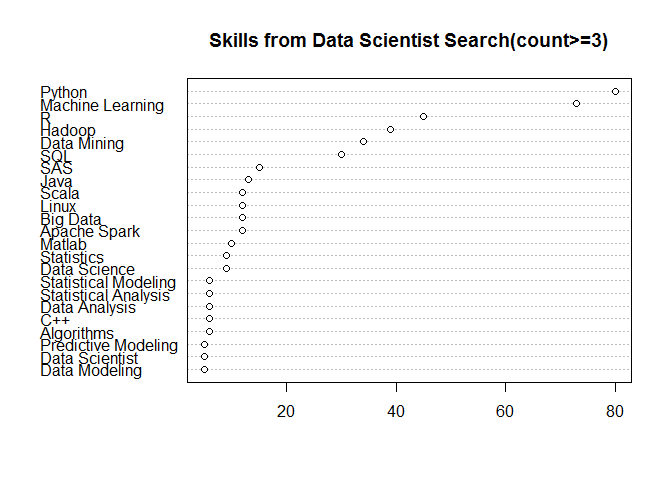 Skills from Data Scientist Search(count>=3)
Python
Machine Learning
R
Hadoop
Data Mining
SQL
SAS
Java
Scala
Linux
Big Data
Apache Spark
Matlab
Statistics
Data Science
Statistical Modeling
Statistical Analysis
Data Analysis
C++
Algorithms
Predictive Modeling
Data Scientist
Data Modeling
20 40 60 80